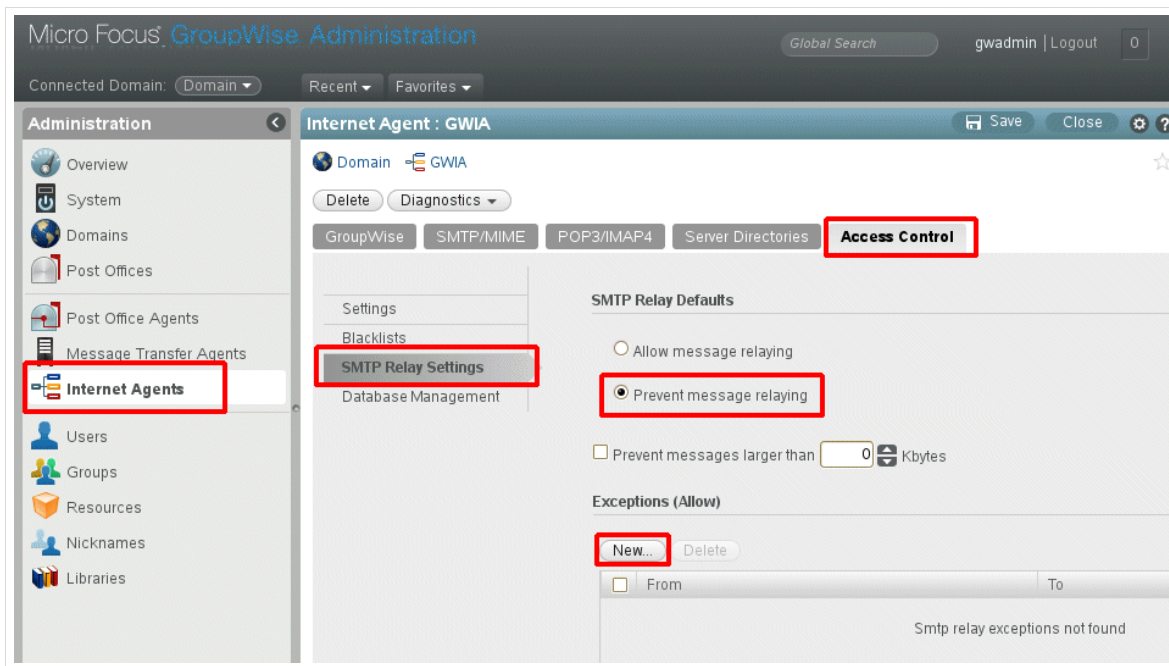 Micro Focus GroupWise Administration
Global Search
gwadmin | Logout
0
Connected Domain: Domain
Recent
Favorites
Administration
Overview
System
Domains
Post Offices
Post Office Agents
Message Transfer Agents
Internet Agents
Users
Groups
Resources
Nicknames
Libraries
Internet Agent : GWIA
Save
Close
?
Domain GWIA
Delete Diagnostics
GroupWise SMTP/MIME POP3/IMAP4 Server Directories Access Control
Settings
Blacklists
SMTP Relay Settings
Database Management
SMTP Relay Defaults
Allow message relaying
Prevent message relaying
Prevent messages larger than 0 Kbytes
Exceptions (Allow)
New... Delete
From To
Smtp relay exceptions not found